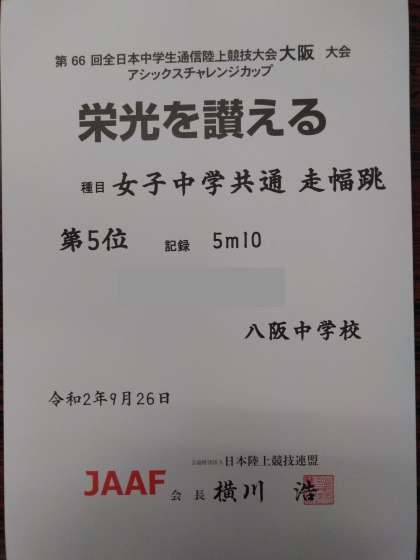 第 66 回全日本中学生通信陸上競技大会 大阪 大会
アシックスチャレンジカップ
栄光を讃える
種目 女子中学共通 走幅跳
第5位 記録 5m10
八阪中学校
令和2年9月26日
公益財団法人 日本陸上競技連盟
JAAF 会 長 横川 浩